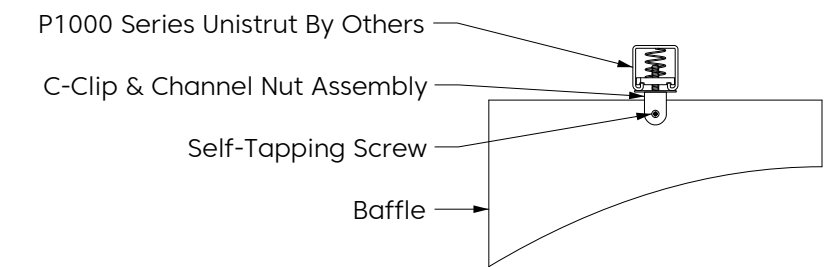 P1000 Series Unistrut By Others
C-Clip & Channel Nut Assembly
Self-Tapping Screw
Baffle